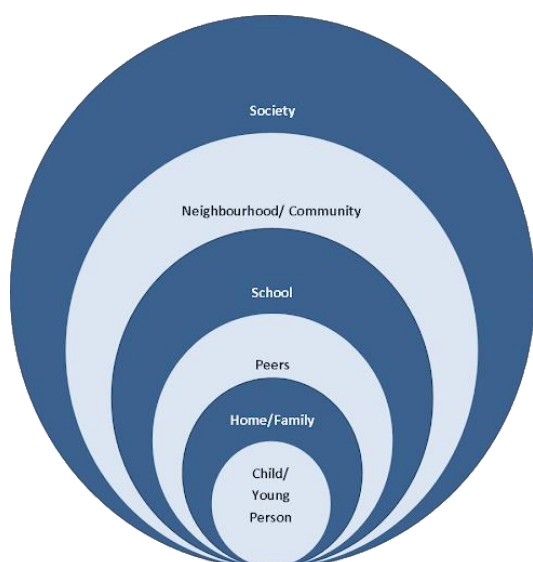 Society
Neighbourhood/ Community
School
Peers
Home/Family
Child/
Young
Person